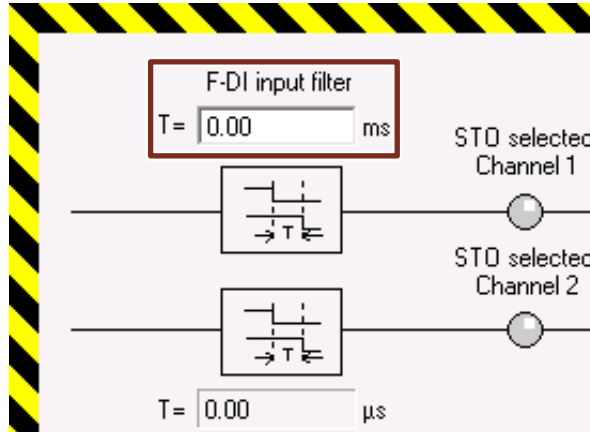 F-DI input filter
T= 0.00 ms
STO selected
Channel 1
T
STO selected
Channel 2
T
T= 0.00 µs